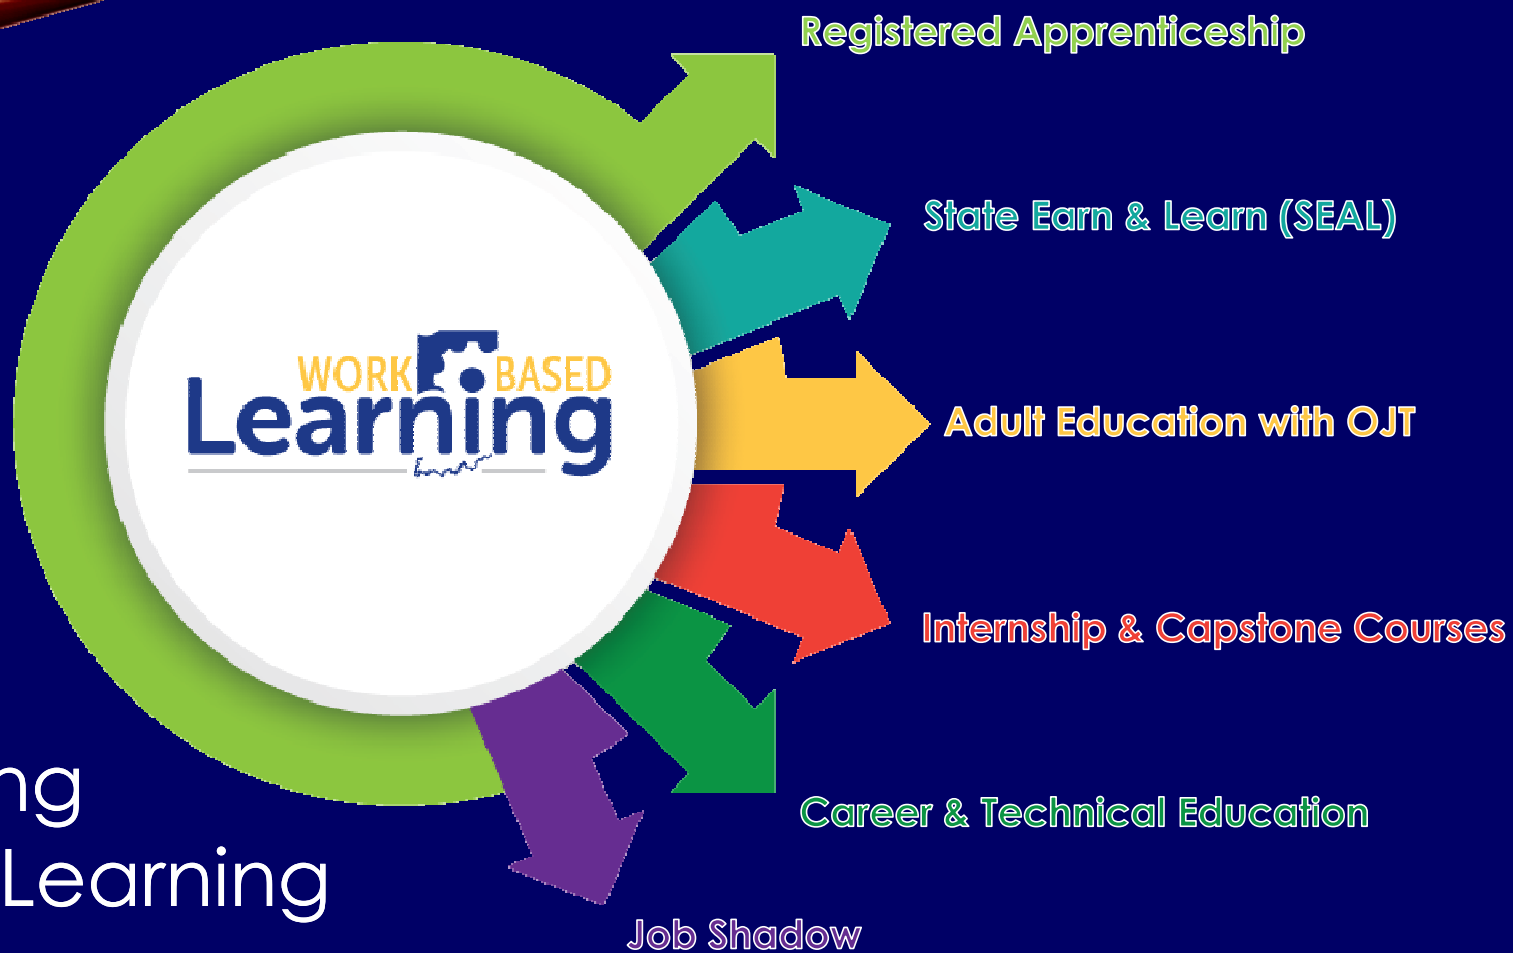 Registered Apprenticeship
State Earn & Learn (SEAL)
WORK BASED
Learning
Adult Education with OJT
Internship & Capstone Courses
Career & Technical Education
Learning
Job Shadow